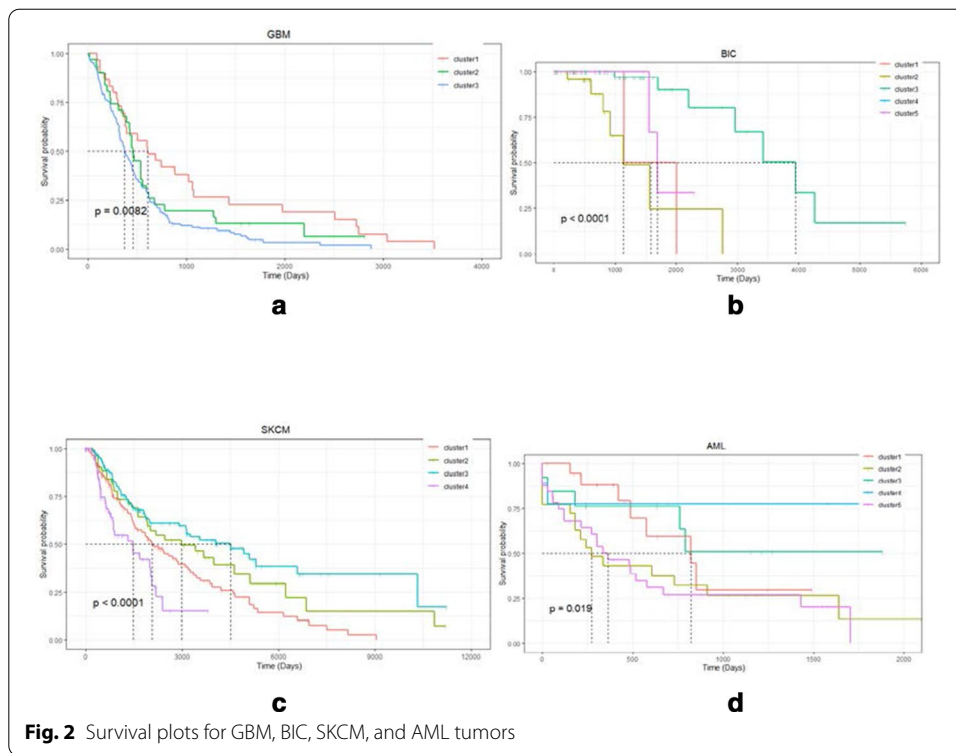 GBM
cluster1
cluster2
cluster3
1.00
0.75
0.50
0.25
0.00
Survival probability
p = 0.0082
0 1000 2000 3000 4000
Time (Days)
a
BIC
cluster1
cluster2
cluster3
cluster4
cluster5
1.00
0.75
0.50
0.25
0.00
Survival probability
p < 0.0001
0 1000 2000 3000 4000 5000 6000
Time (Days)
b
SKCM
cluster1
cluster2
cluster3
cluster4
1.00
0.75
0.50
0.25
0.00
Survival probability
p < 0.0001
0 3000 6000 9000 12000
Time (Days)
c
AML
cluster1
cluster2
cluster3
cluster4
cluster5
1.00
0.75
0.50
0.25
0.00
Survival probability
p = 0.019
0 500 1000 1500 2000
Time (Days)
d
Fig. 2 Survival plots for GBM, BIC, SKCM, and AML tumors